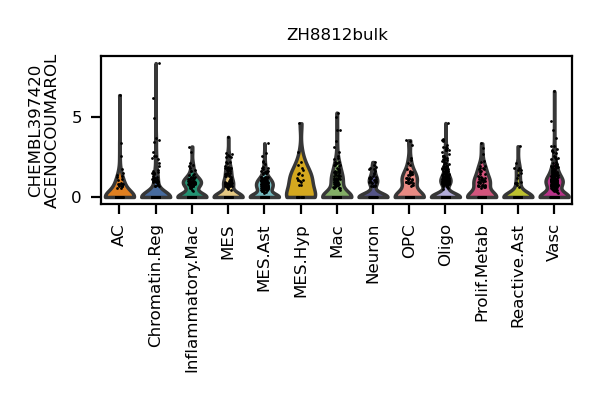 ZH8812bulk
CHEMBL397420
ACENOCOUMAROL
5
0
AC
Chromatin.Reg
Inflammatory.Mac
MES
MES.Ast
MES.Hyp
Mac
Neuron
OPC
Oligo
Prolif.Metab
Reactive.Ast
Vasc